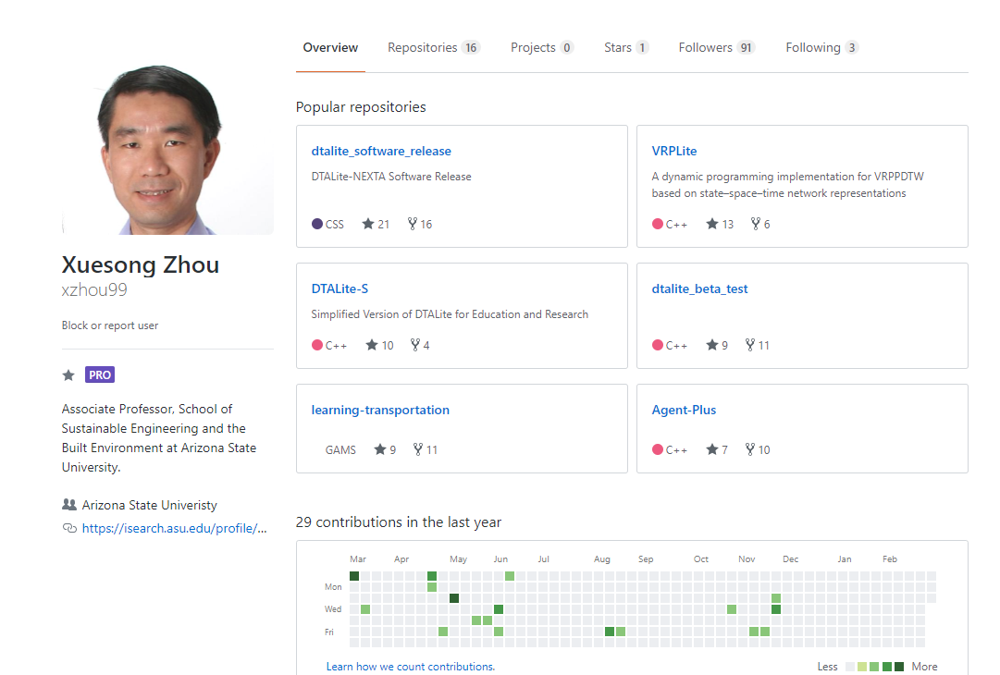 Overview Repositories 16 Projects 0 Stars 1 Followers 91 Following 3
Xuesong Zhou
xzhou99
Block or report user
PRO
Associate Professor, School of
Sustainable Engineering and the
Built Environment at Arizona State
University.
Arizona State Univeristy
https://isearch.asu.edu/profile/...
Popular repositories
dtalite_software_release
DTALite-NEXTA Software Release
CSS 21 16
VRPLite
A dynamic programming implementation for VRPPDTW
based on state–space–time network representations
C++ 13 6
DTALite-S
Simplified Version of DTALite for Education and Research
C++ 10 4
dtalite_beta_test
C++ 9 11
learning-transportation
GAMS 9 11
Agent-Plus
C++ 7 10
29 contributions in the last year
Mar Apr May Jun Jul Aug Sep Oct Nov Dec Jan Feb
Mon
Wed
Fri
Learn how we count contributions.
Less More